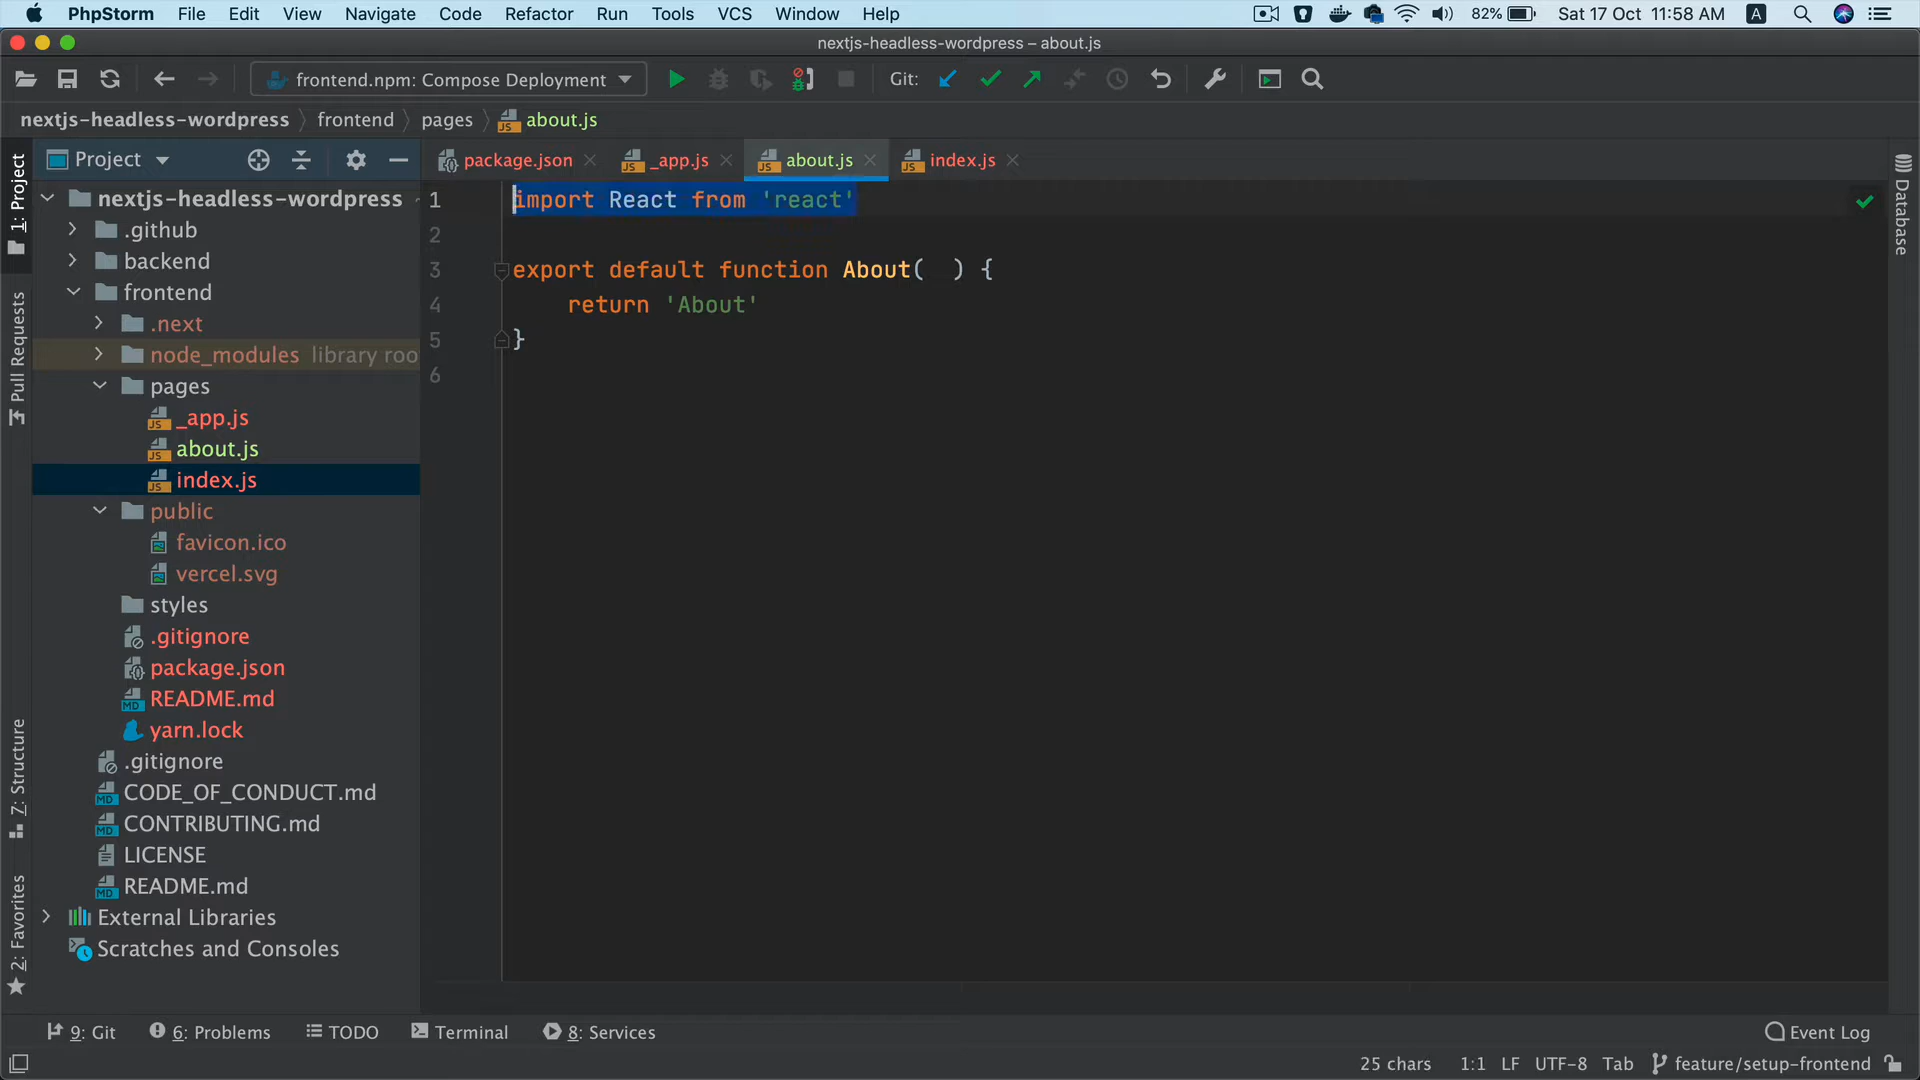 PhpStorm File Edit View Navigate Code Refactor Run Tools VCS Window Help 82% Sat 17 Oct 11:58 AM A
nextjs-headless-wordpress – about.js
frontend.npm: Compose Deployment Git:
nextjs-headless-wordpress frontend pages about.js
1: Project
Pull Requests
7: Structure
2: Favorites
Project
nextjs-headless-wordpress
.github
backend
frontend
.next
node_modules library roo
pages
_app.js
about.js
index.js
public
favicon.ico
vercel.svg
styles
.gitignore
package.json
README.md
yarn.lock
.gitignore
CODE_OF_CONDUCT.md
CONTRIBUTING.md
LICENSE
README.md
External Libraries
Scratches and Consoles
package.json _app.js about.js index.js
1 import React from 'react'
2
3 export default function About( ) {
4 return 'About'
5 }
6
Database
9: Git 6: Problems TODO Terminal 8: Services Event Log
25 chars 1:1 LF UTF-8 Tab feature/setup-frontend